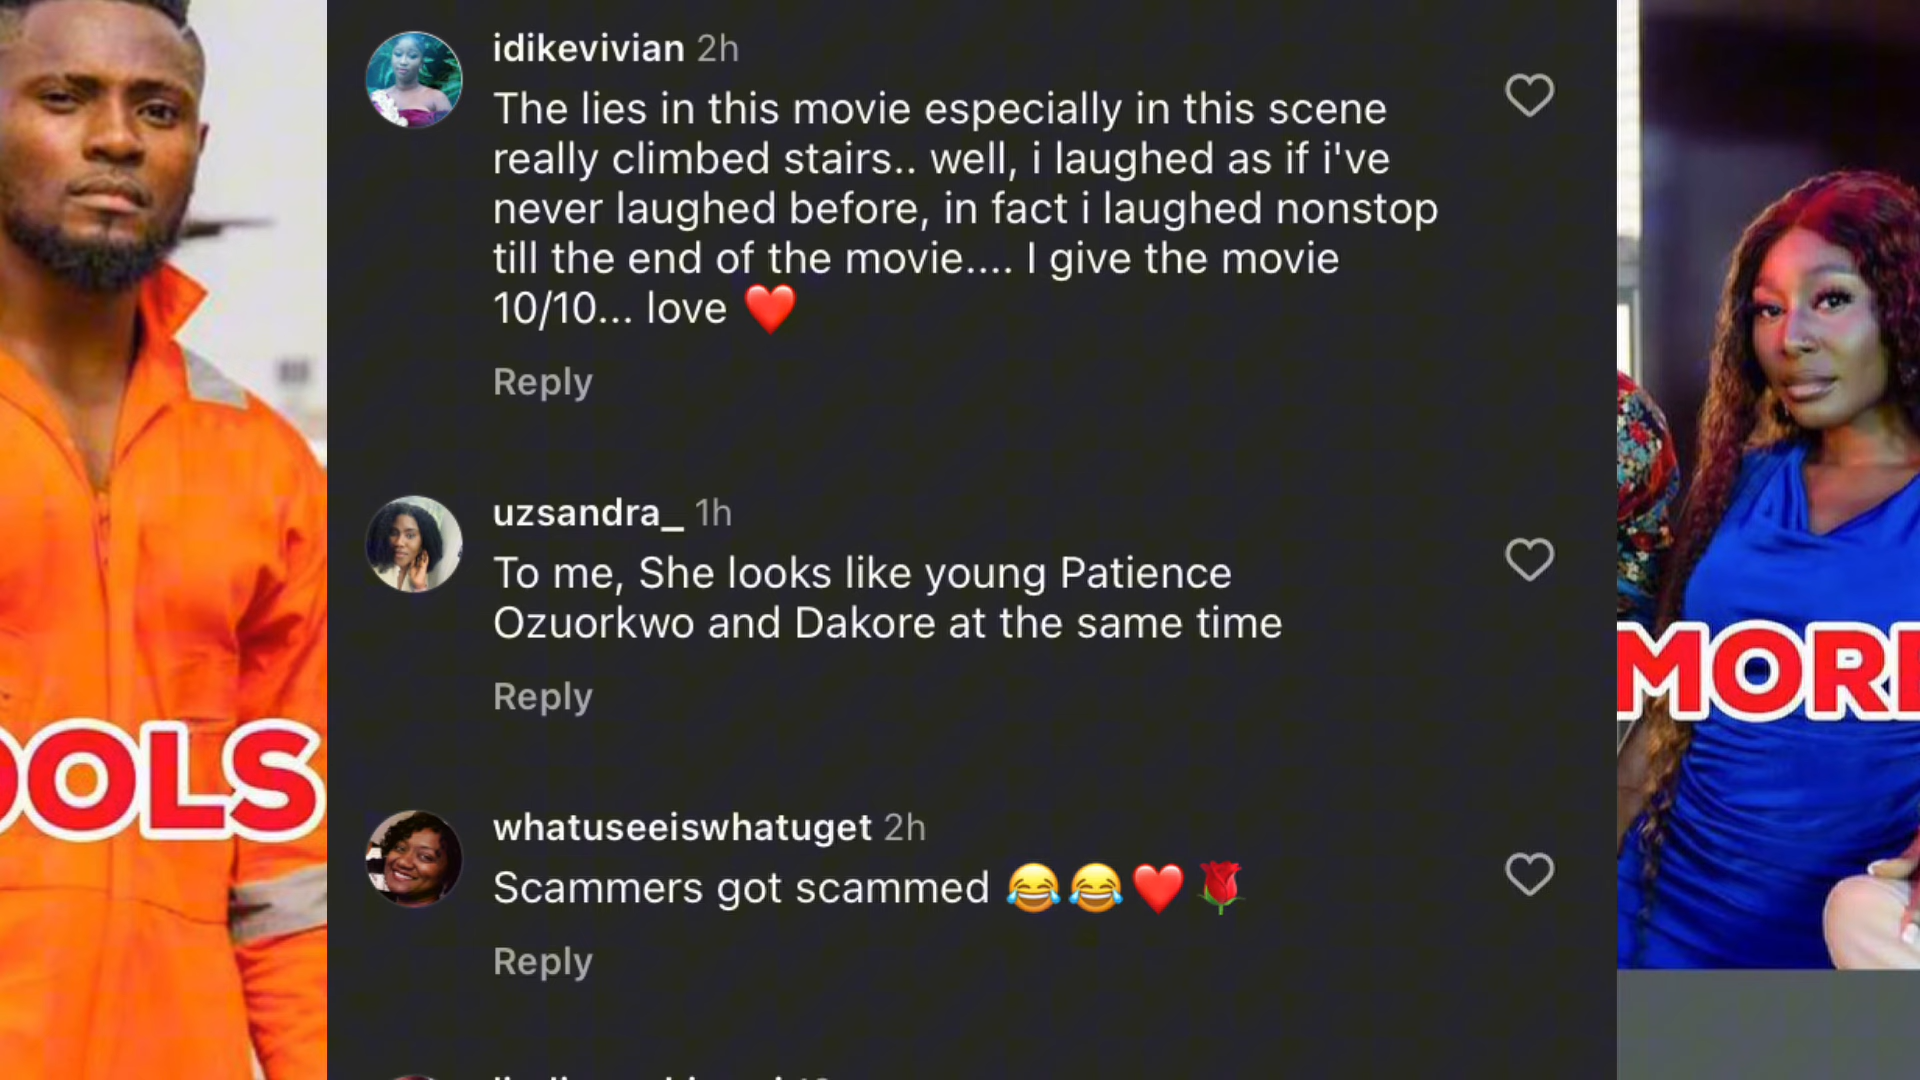 idikevivian 2h
The lies in this movie especially in this scene
really climbed stairs.. well, i laughed as if i've
never laughed before, in fact i laughed nonstop
till the end of the movie.... I give the movie
10/10... love ❤️
Reply
uzsandra_ 1h
To me, She looks like young Patience
Ozuorkwo and Dakore at the same time
Reply
whatuseeiswhatuget 2h
Scammers got scammed 😂😂❤️🌹
Reply
OOLS
MORE